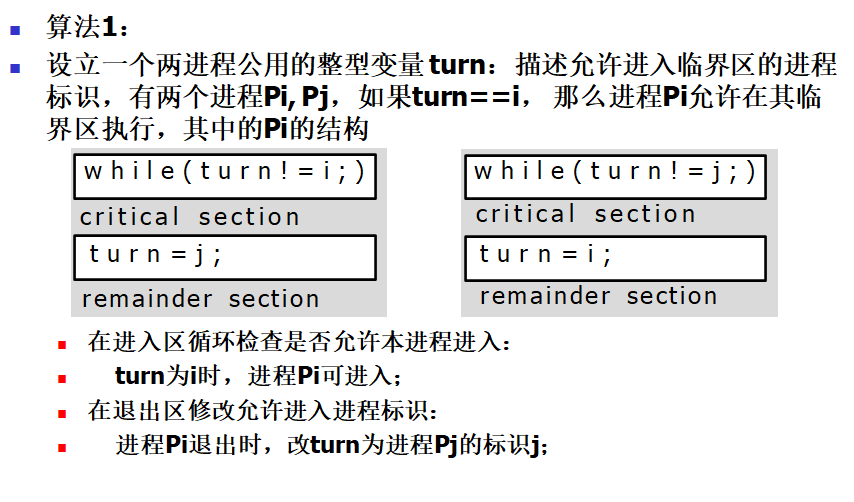 算法1：
设立一个两进程公用的整型变量turn：描述允许进入临界区的进程
标识，有两个进程Pi,Pj，如果turn==i， 那么进程Pi允许在其临
界区执行，其中的Pi的结构
while(turn!=i;)
critical section
turn=j;
remainder section
while(turn!=j;)
critical section
turn=i;
remainder section
在进入区循环检查是否允许本进程进入：
turn为i时，进程Pi可进入；
在退出区修改允许进入进程标识：
进程Pi退出时，改turn为进程Pj的标识j；